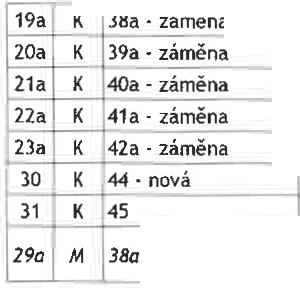 19a K 38a - zámena
20a K 39a - záměna
21a K 40a - záměna
22a K 41a - záměna
23a K 42a - záměna
30 K 44 - nová
31 K 45
29a M 38a